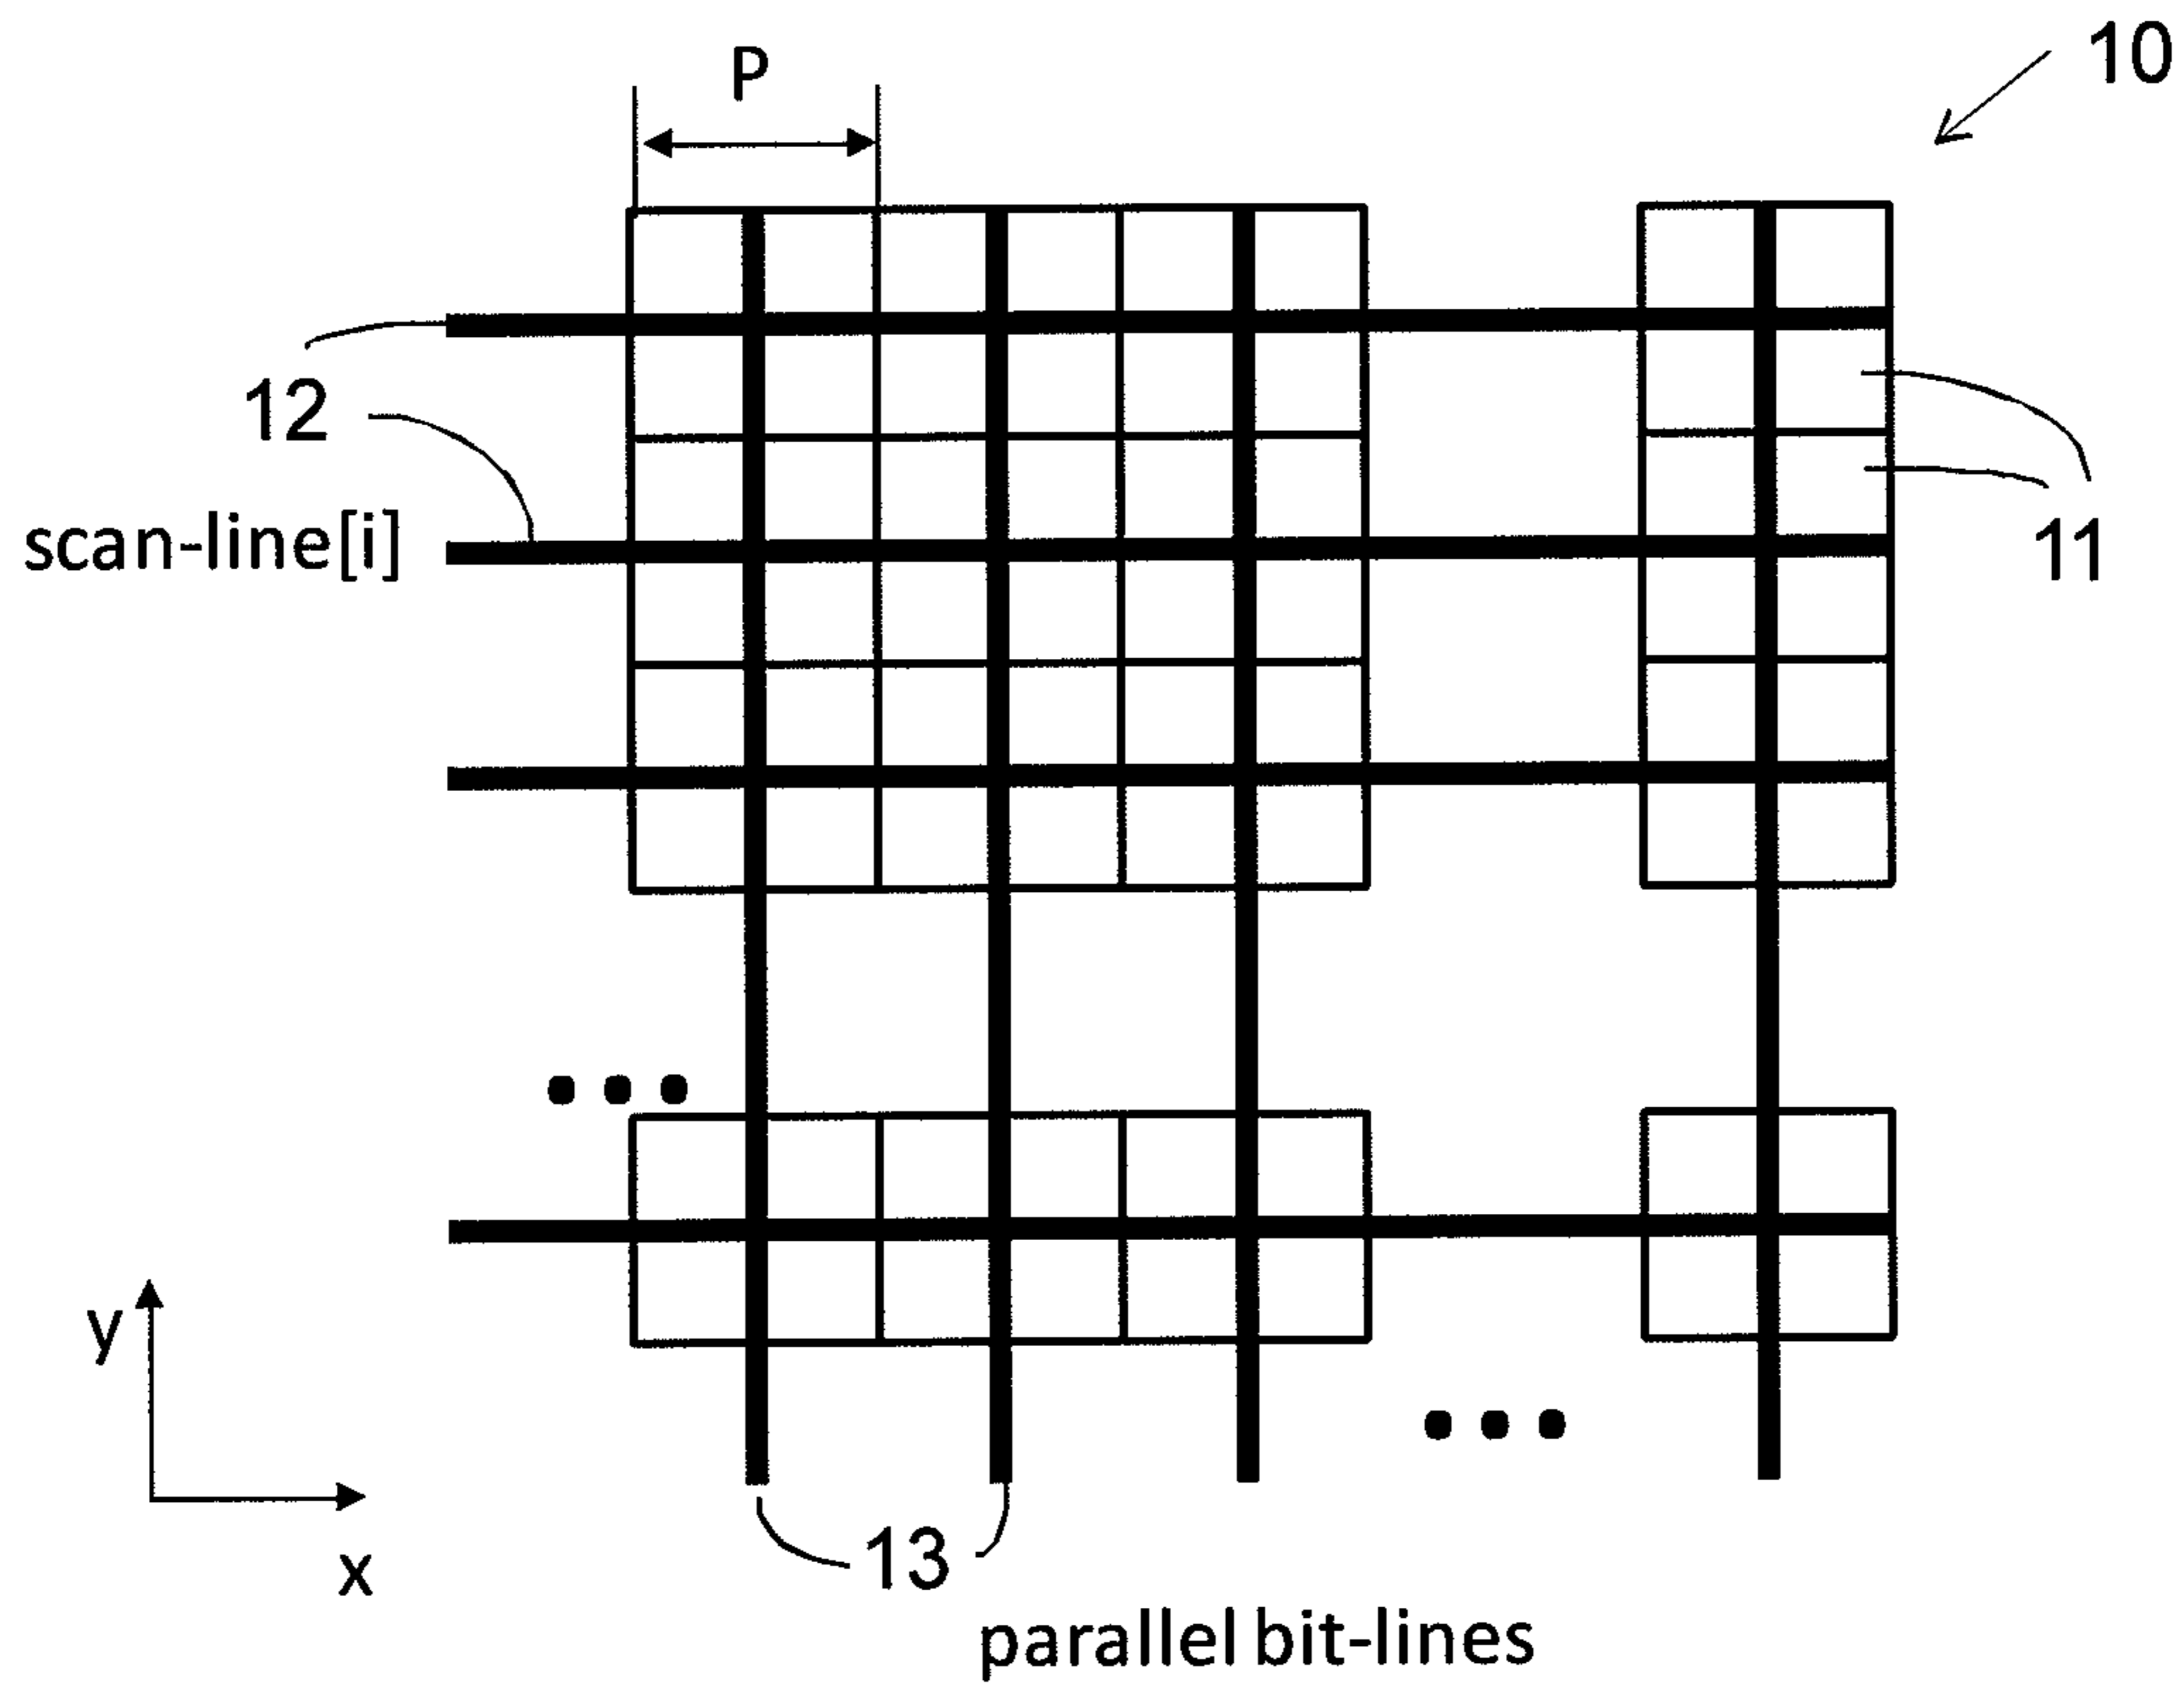 10
P
12
scan-line[i]
11
y
x
13
parallel bit-lines